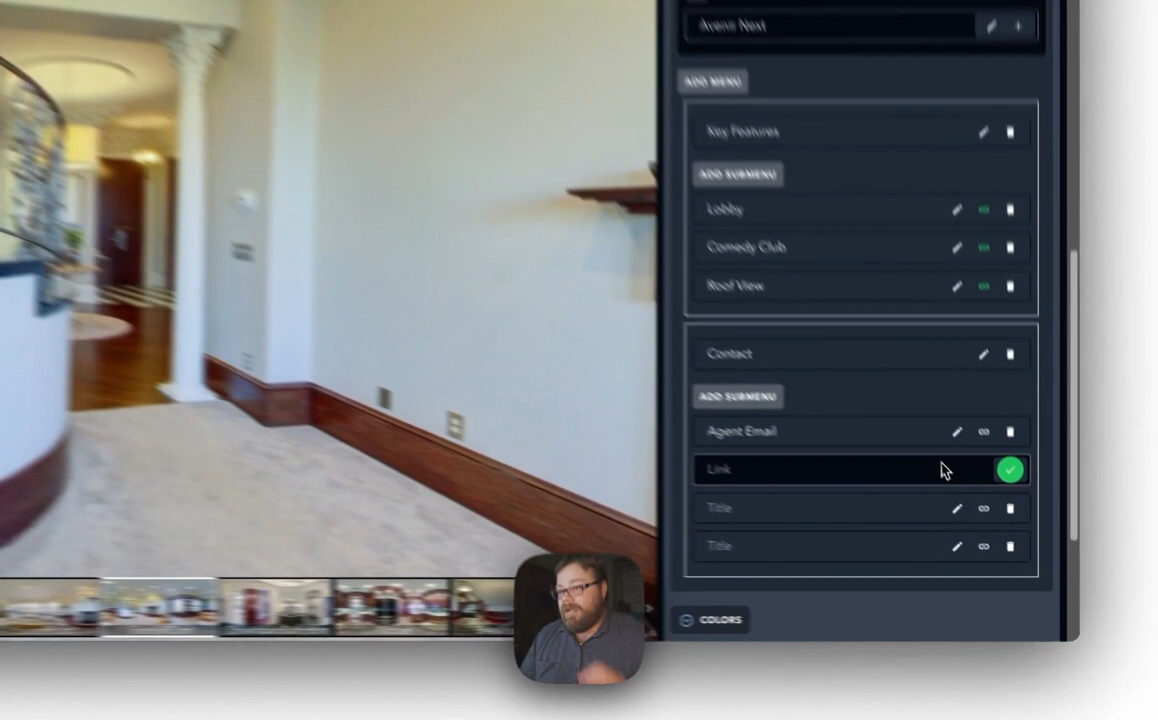 Avenir Next
ADD MENU
Key Features
ADD SUBMENU
Lobby
Comedy Club
Roof View
Contact
ADD SUBMENU
Agent Email
Link
Title
Title
COLORS